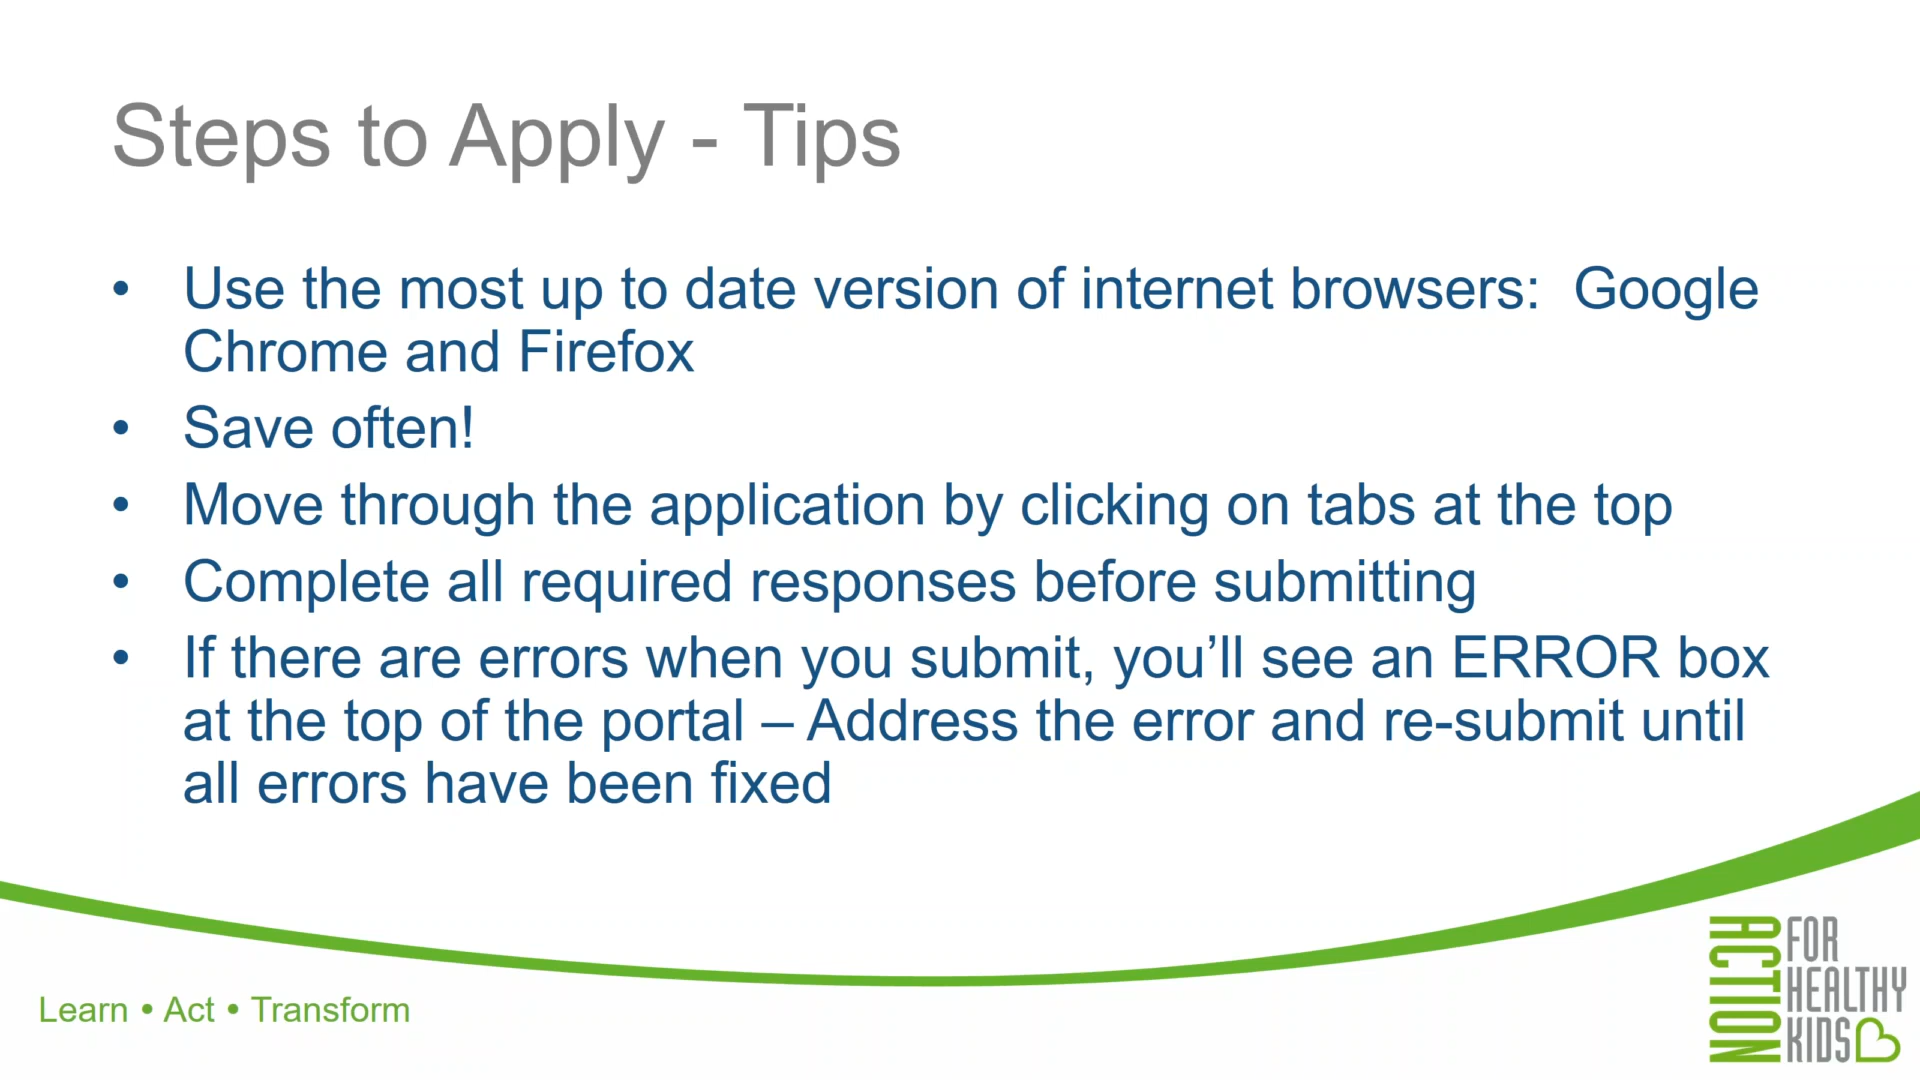 Steps to Apply - Tips
• Use the most up to date version of internet browsers:  Google
Chrome and Firefox
• Save often!
• Move through the application by clicking on tabs at the top
• Complete all required responses before submitting
• If there are errors when you submit, you’ll see an ERROR box
at the top of the portal – Address the error and re-submit until
all errors have been fixed
Learn • Act • Transform
ACTION
FOR
HEALTHY
KIDS